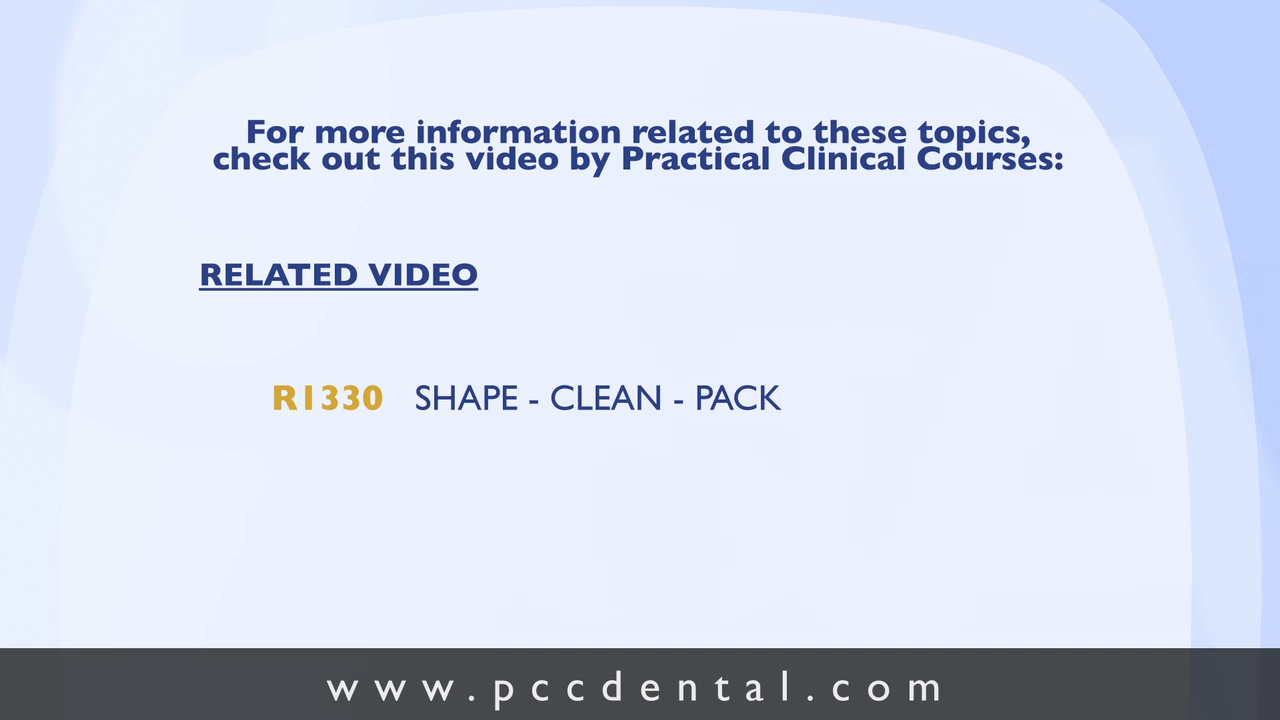 For more information related to these topics,
check out this video by Practical Clinical Courses:
RELATED VIDEO
R1330 SHAPE - CLEAN - PACK
www.pccdental.com